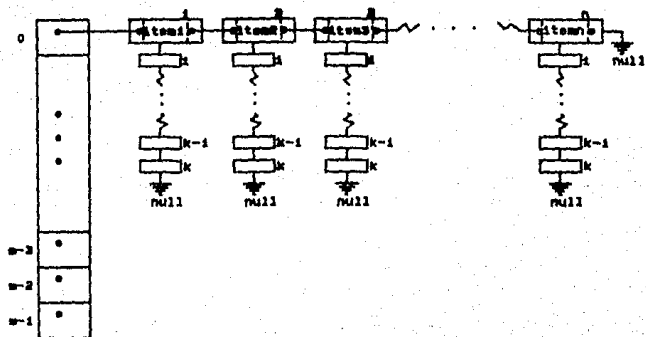 1 2 3 n
0 item1 item2 item3 . . . . itemn
null
1 1 1 1
k-1 k-1 k-1 k-1
k k k k
null null null null
m-3
m-2
m-1